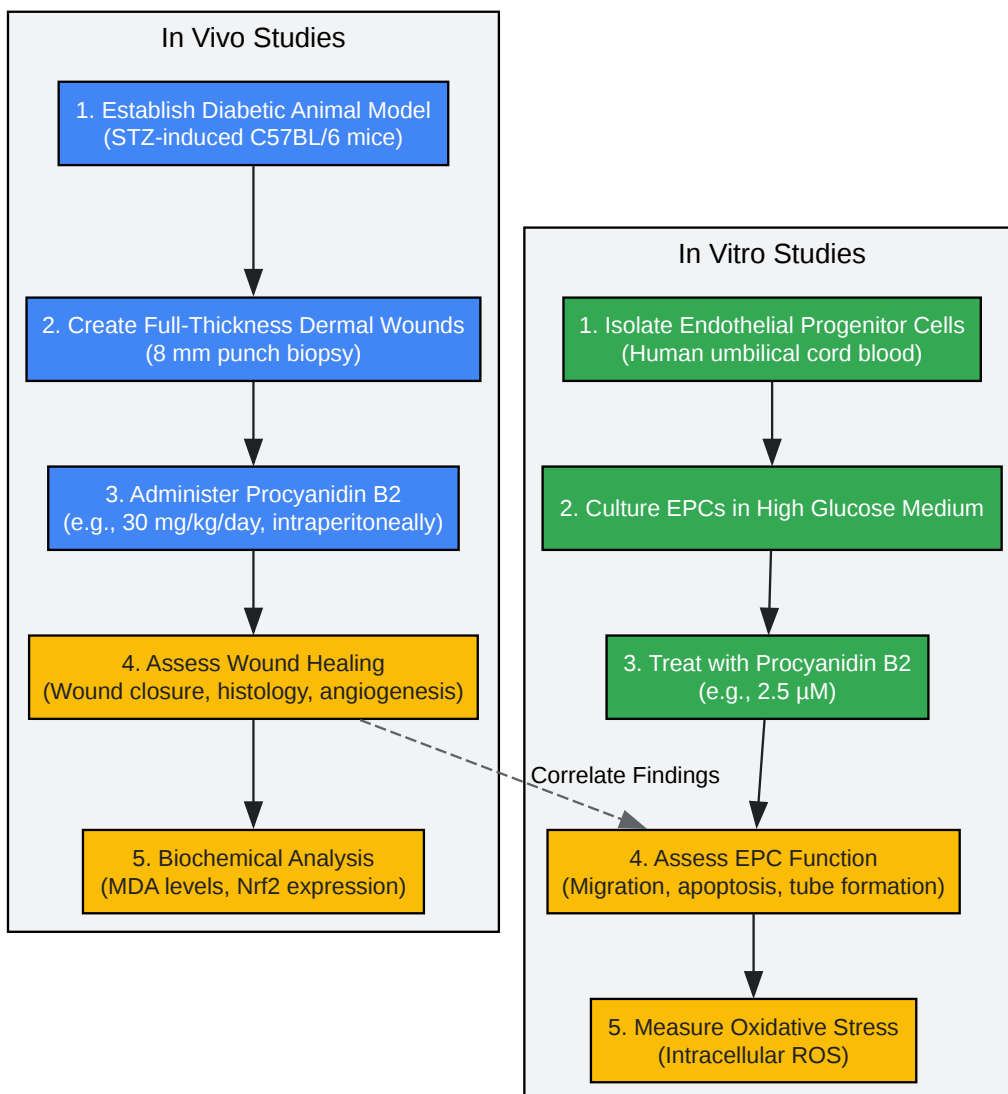 In Vivo Studies
1. Establish Diabetic Animal Model
(STZ-induced C57BL/6 mice)
2. Create Full-Thickness Dermal Wounds
(8 mm punch biopsy)
3. Administer Procyanidin B2
(e.g., 30 mg/kg/day, intraperitoneally)
4. Assess Wound Healing
(Wound closure, histology, angiogenesis)
5. Biochemical Analysis
(MDA levels, Nrf2 expression)
Correlate Findings
In Vitro Studies
1. Isolate Endothelial Progenitor Cells
(Human umbilical cord blood)
2. Culture EPCs in High Glucose Medium
3. Treat with Procyanidin B2
(e.g., 2.5 µM)
4. Assess EPC Function
(Migration, apoptosis, tube formation)
5. Measure Oxidative Stress
(Intracellular ROS)